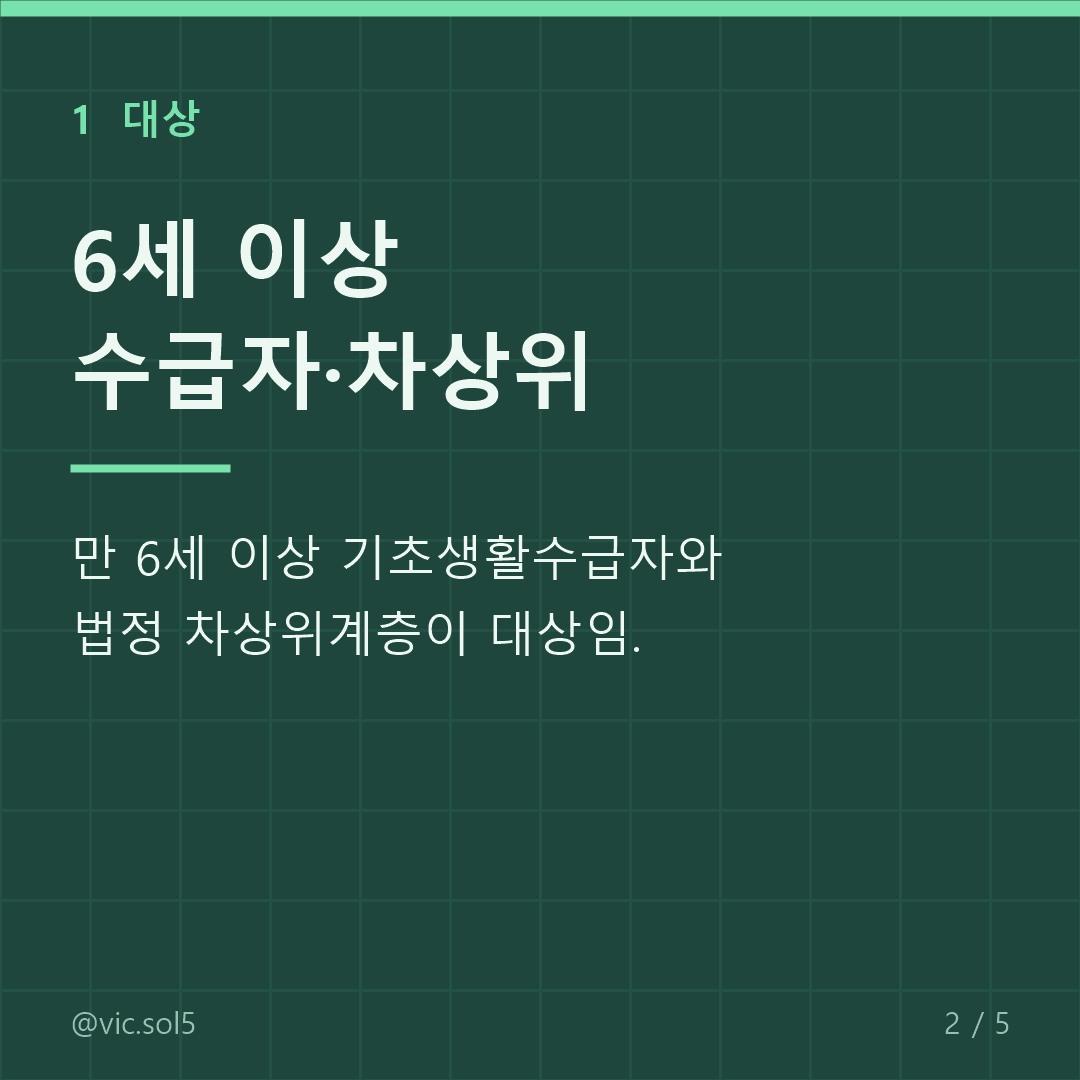 1 대상
6세 이상
수급자·차상위
만 6세 이상 기초생활수급자와
법정 차상위계층이 대상임.
@vic.sol5
2 / 5